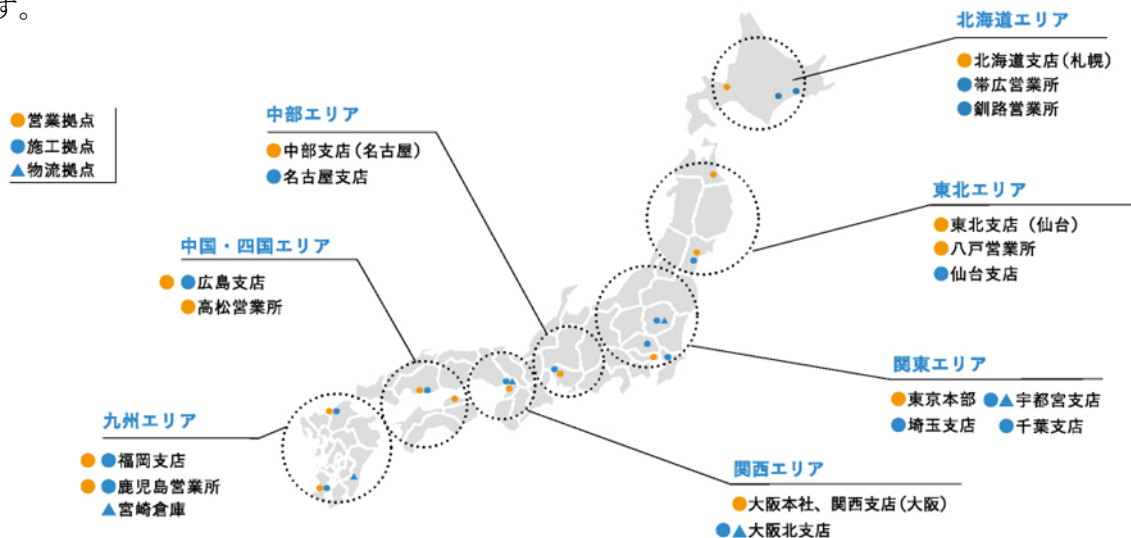 す。
北海道エリア
北海道支店(札幌)
帯広営業所
釧路営業所
営業拠点
施工拠点
物流拠点
中部エリア
中部支店(名古屋)
名古屋支店
東北エリア
東北支店(仙台)
八戸営業所
仙台支店
中国・四国エリア
広島支店
高松営業所
関東エリア
東京本部 宇都宮支店
埼玉支店 千葉支店
九州エリア
福岡支店
鹿児島営業所
宮崎倉庫
関西エリア
大阪本社、関西支店(大阪)
大阪北支店